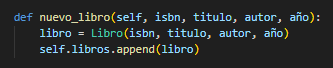 def nuevo_libro(self, isbn, titulo, autor, año):
    libro = Libro(isbn, titulo, autor, año)
    self.libros.append(libro)